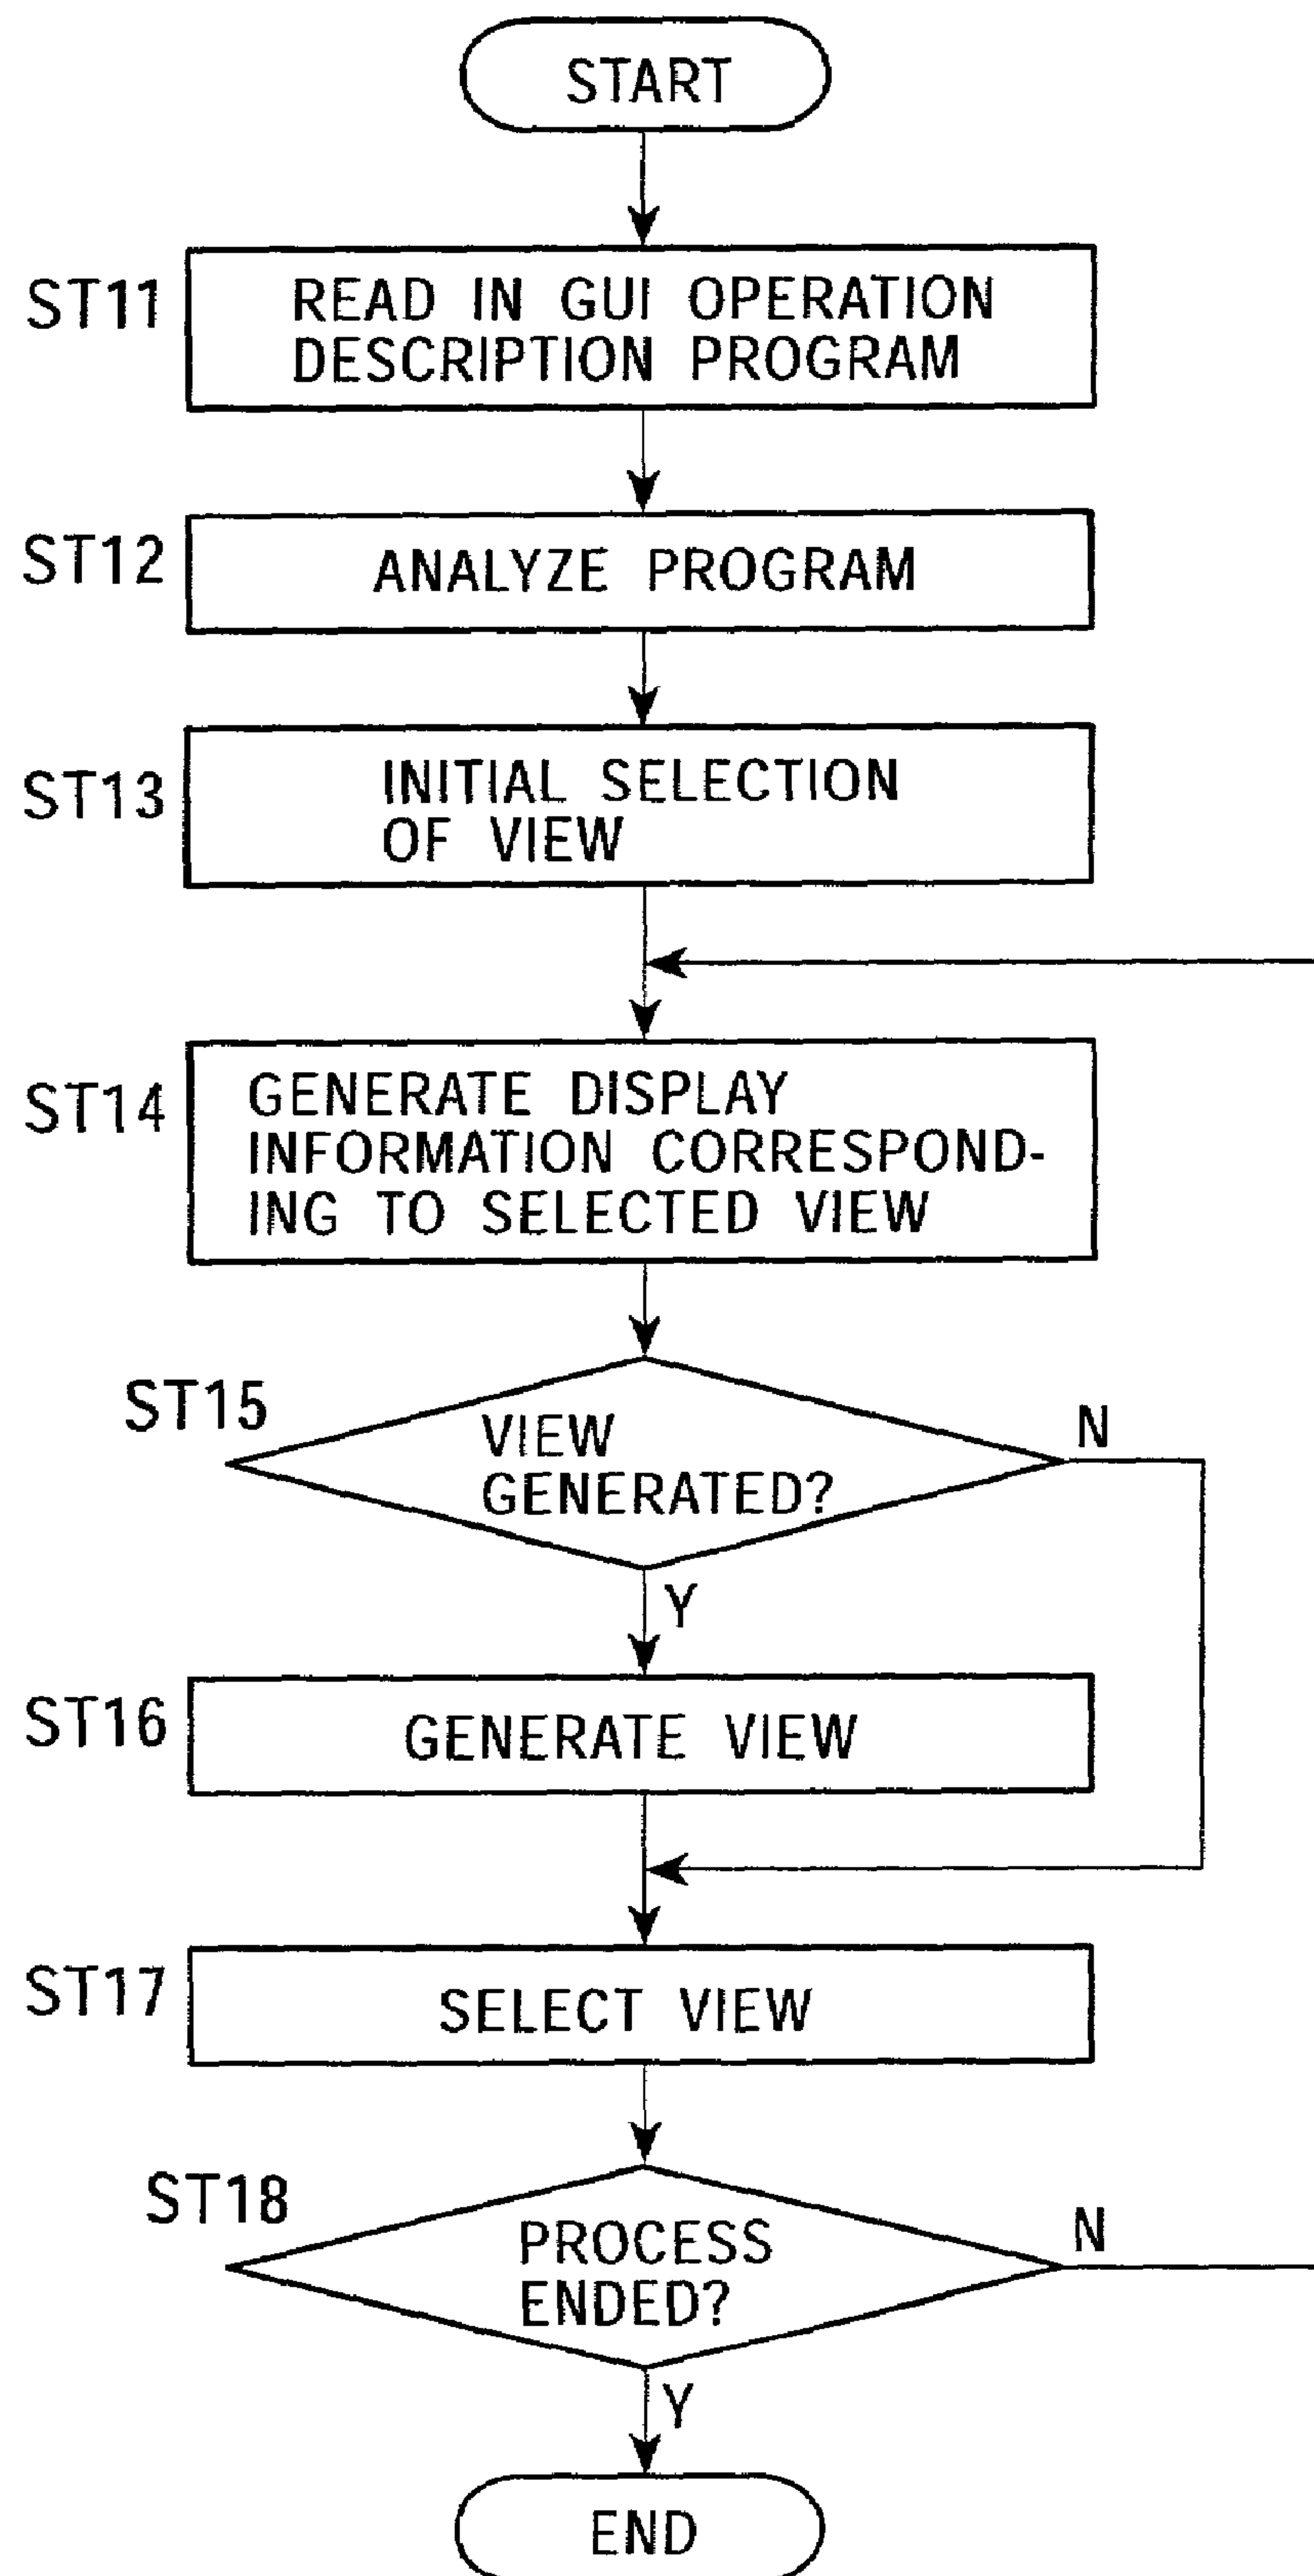 START
ST11
READ IN GUI OPERATION
DESCRIPTION PROGRAM
ST12
ANALYZE PROGRAM
ST13
INITIAL SELECTION
OF VIEW
ST14
GENERATE DISPLAY
INFORMATION CORRESPOND-
ING TO SELECTED VIEW
ST15
VIEW
GENERATED?
N
Y
ST16
GENERATE VIEW
ST17
SELECT VIEW
ST18
PROCESS
ENDED?
N
Y
END